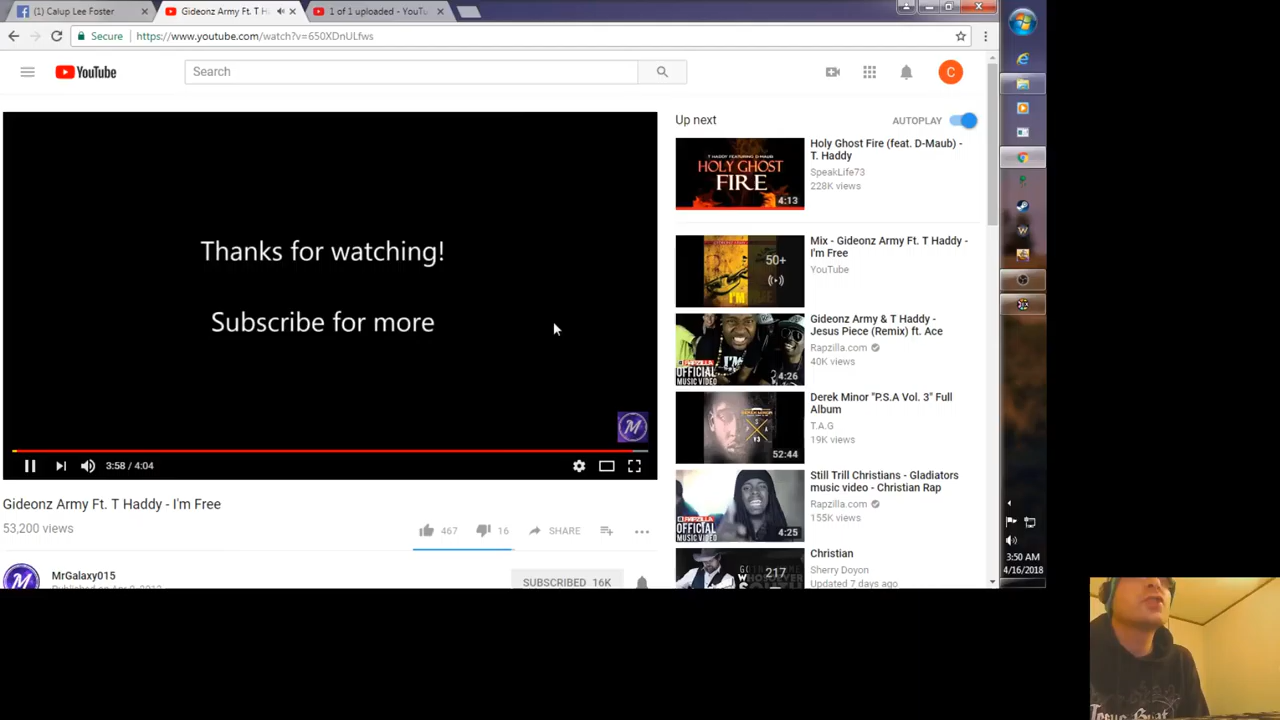 (1) Calup Lee Foster
Gideonz Army Ft. T H
1 of 1 uploaded - YouTu
Secure
https://www.youtube.com/watch?v=650XDnULfws
YouTube
Search
C
Thanks for watching!
Subscribe for more
M
3:58 / 4:04
Gideonz Army Ft. T Haddy - I'm Free
53,200 views
467
16
SHARE
MrGalaxy015
SUBSCRIBED 16K
Up next
AUTOPLAY
T HADDY FEATURING D-MAUB
HOLY GHOST
FIRE
4:13
Holy Ghost Fire (feat. D-Maub) -
T. Haddy
SpeakLife73
228K views
50+
I'M FREE
Mix - Gideonz Army Ft. T Haddy -
I'm Free
YouTube
RAPZILLA
OFFICIAL
MUSIC VIDEO
4:26
Gideonz Army & T Haddy -
Jesus Piece (Remix) ft. Ace
Rapzilla.com
40K views
52:44
Derek Minor "P.S.A Vol. 3" Full
Album
T.A.G
19K views
RAPZILLA
OFFICIAL
MUSIC VIDEO
4:25
Still Trill Christians - Gladiators
music video - Christian Rap
Rapzilla.com
155K views
217
Christian
Sherry Doyon
Updated 7 days ago
3:50 AM
4/16/2018